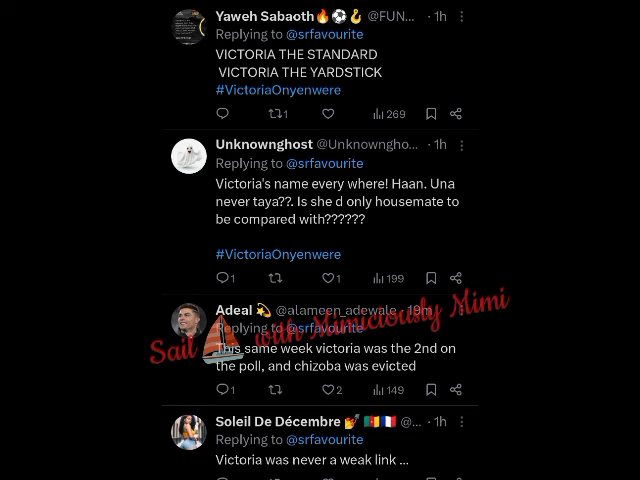 Yaweh Sabaoth🔥⚽🪝 @FUN... · 1h
Replying to @srfavourite
VICTORIA THE STANDARD
VICTORIA THE YARDSTICK
#VictoriaOnyenwere
1 269
Unknownghost @Unknowngho... · 1h
Replying to @srfavourite
Victoria's name every where! Haan. Una
never taya??. Is she d only housemate to
be compared with??????
#VictoriaOnyenwere
1 1 199
Adeal 💫 @alameen_adewale · 19m
Replying to @srfavourite
Sail with Mimiciously Mimi
This same week victoria was the 2nd on
the poll, and chizoba was evicted
1 2 149
Soleil De Décembre 💅🏾 🇨🇲🇫🇷 @... · 1h
Replying to @srfavourite
Victoria was never a weak link ...